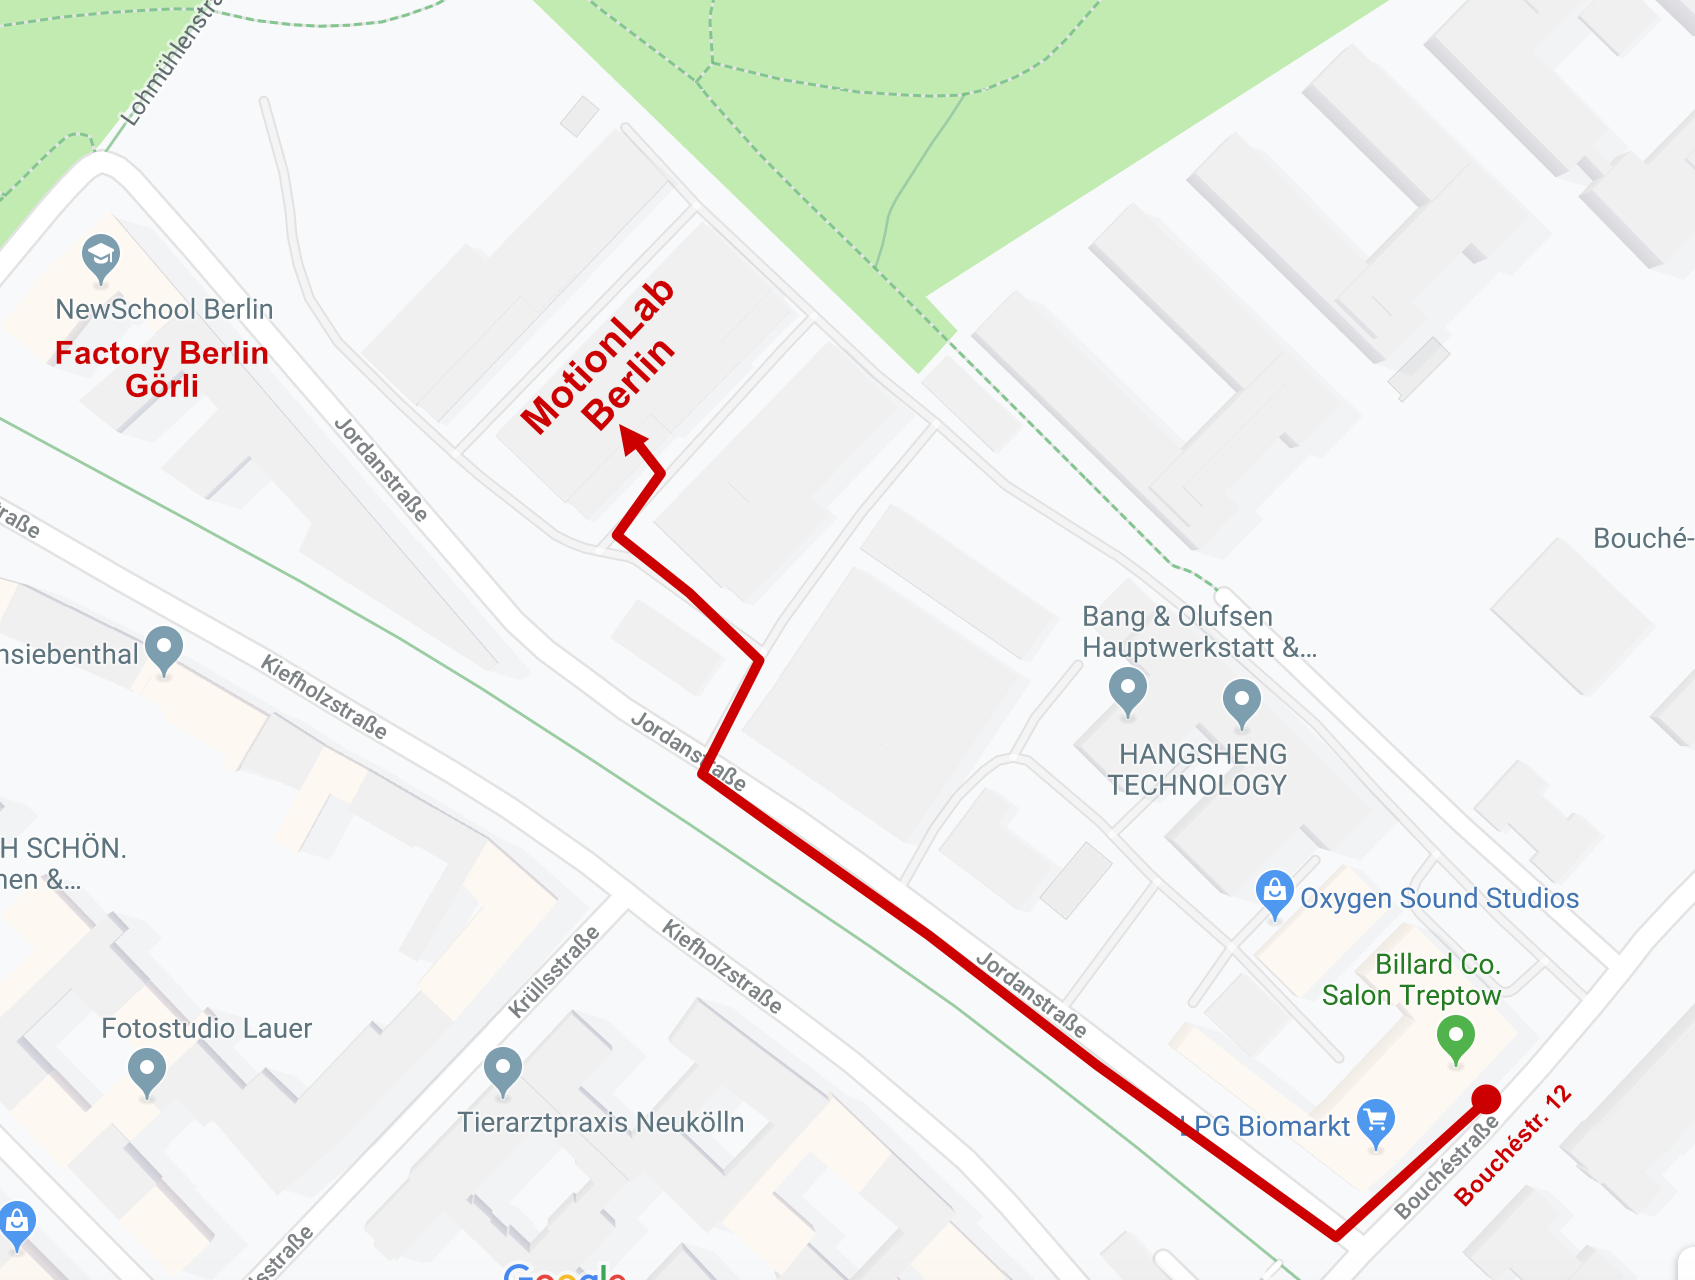 Lohmühlenstra
NewSchool Berlin
Factory Berlin
Görli
MotionLab
Berlin
Jordanstraße
raße
Bouché-
Bang & Olufsen
Hauptwerkstatt &...
nsiebenthal
Kiefholzstraße
Jordanstraße
HANGSHENG
TECHNOLOGY
H SCHÖN.
nen &...
Oxygen Sound Studios
Krüllsstraße
Kiefholzstraße
Jordanstraße
Billard Co.
Salon Treptow
Fotostudio Lauer
Tierarztpraxis Neukölln
LPG Biomarkt
Bouchéstraße
Bouchéstr. 12
lsstraße
Google